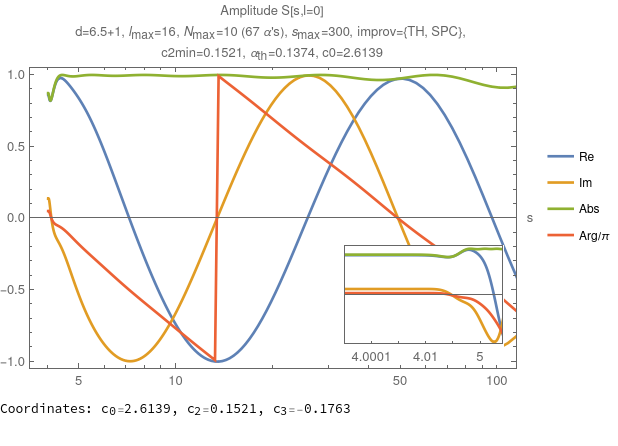 Amplitude S[s,l=0]
d=6.5+1, lmax=16, Nmax=10 (67 α's), smax=300, improv={TH, SPC},
c2min=0.1521, αth=0.1374, c0=2.6139
1.0
0.5
0.0
-0.5
-1.0
5
10
50
100
s
4.0001
4.01
5
Re
Im
Abs
Arg/π
Coordinates: c0=2.6139, c2=0.1521, c3=-0.1763